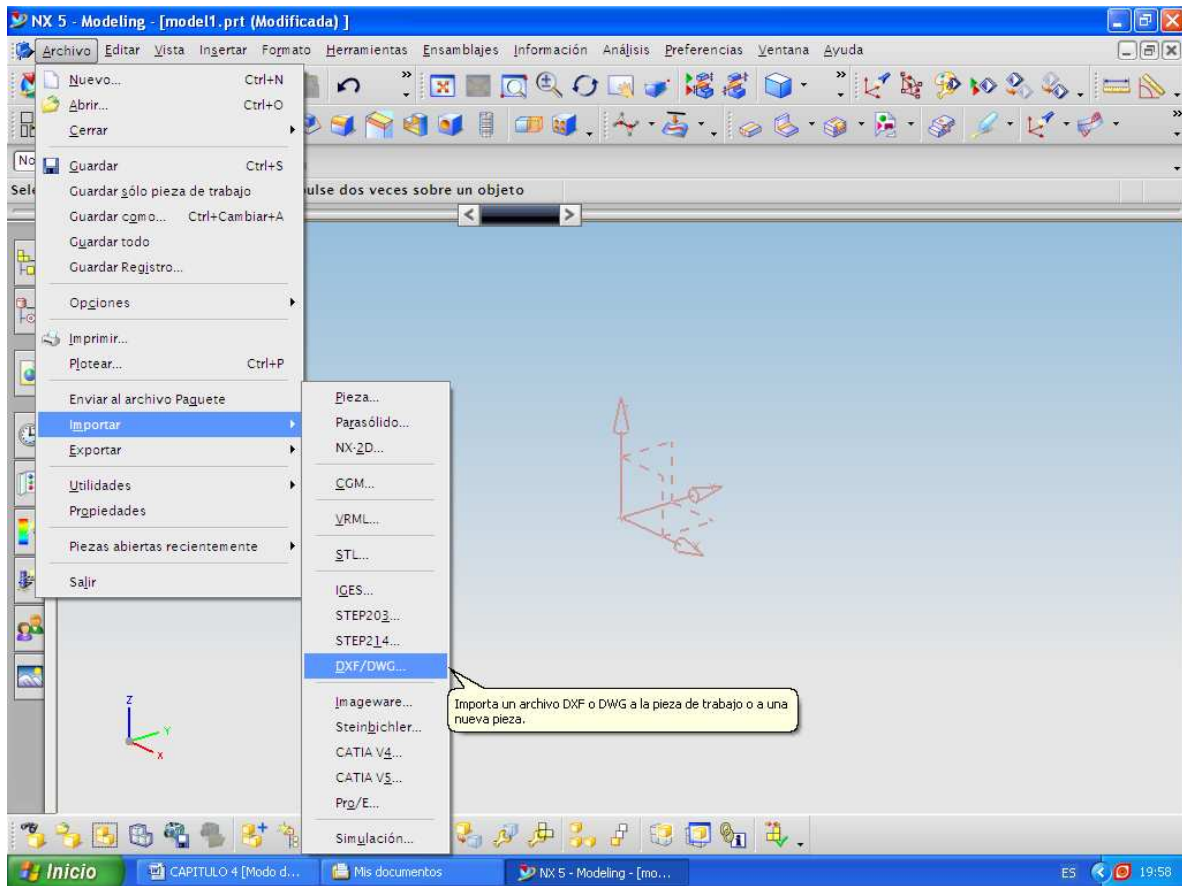 NX 5 - Modeling - [model1.prt (Modificada) ]
Archivo Editar Vista Insertar Formato Herramientas Ensamblajes Información Análisis Preferencias Ventana Ayuda
Nuevo... Ctrl+N
Abrir... Ctrl+O
Cerrar
No
Guardar Ctrl+S
Sele
Guardar sólo pieza de trabajo
ulse dos veces sobre un objeto
Guardar como... Ctrl+Cambiar+A
Guardar todo
Guardar Registro...
Opciones
Imprimir...
Plotear... Ctrl+P
Enviar al archivo Paquete
Importar
Exportar
Utilidades
Propiedades
Piezas abiertas recientemente
Salir
Pieza...
Parasólido...
NX-2D...
CGM...
VRML...
STL...
IGES...
STEP203...
STEP214...
DXF/DWG...
Imageware...
Steinbichler...
CATIA V4...
CATIA V5...
Pro/E...
Simulación...
Importa un archivo DXF o DWG a la pieza de trabajo o a una
nueva pieza.
Z
Y
X
Inicio
CAPITULO 4 [Modo d...
Mis documentos
NX 5 - Modeling - [mo...
ES
19:58